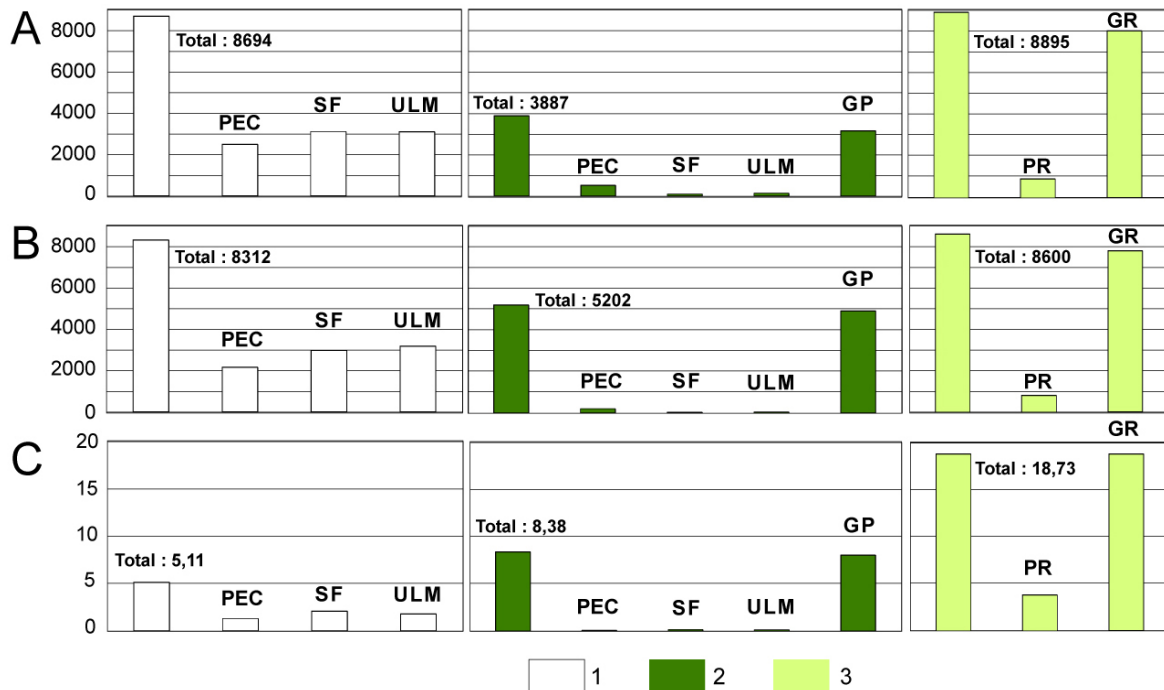 A
8000
6000
4000
2000
0
Total : 8694
PEC
SF
ULM
Total : 3887
PEC
SF
ULM
GP
Total : 8895
PR
GR
B
8000
6000
4000
2000
0
Total : 8312
PEC
SF
ULM
Total : 5202
PEC
SF
ULM
GP
Total : 8600
PR
GR
C
20
15
10
5
0
Total : 5,11
PEC
SF
ULM
Total : 8,38
PEC
SF
ULM
GP
Total : 18,73
PR
GR
1
2
3